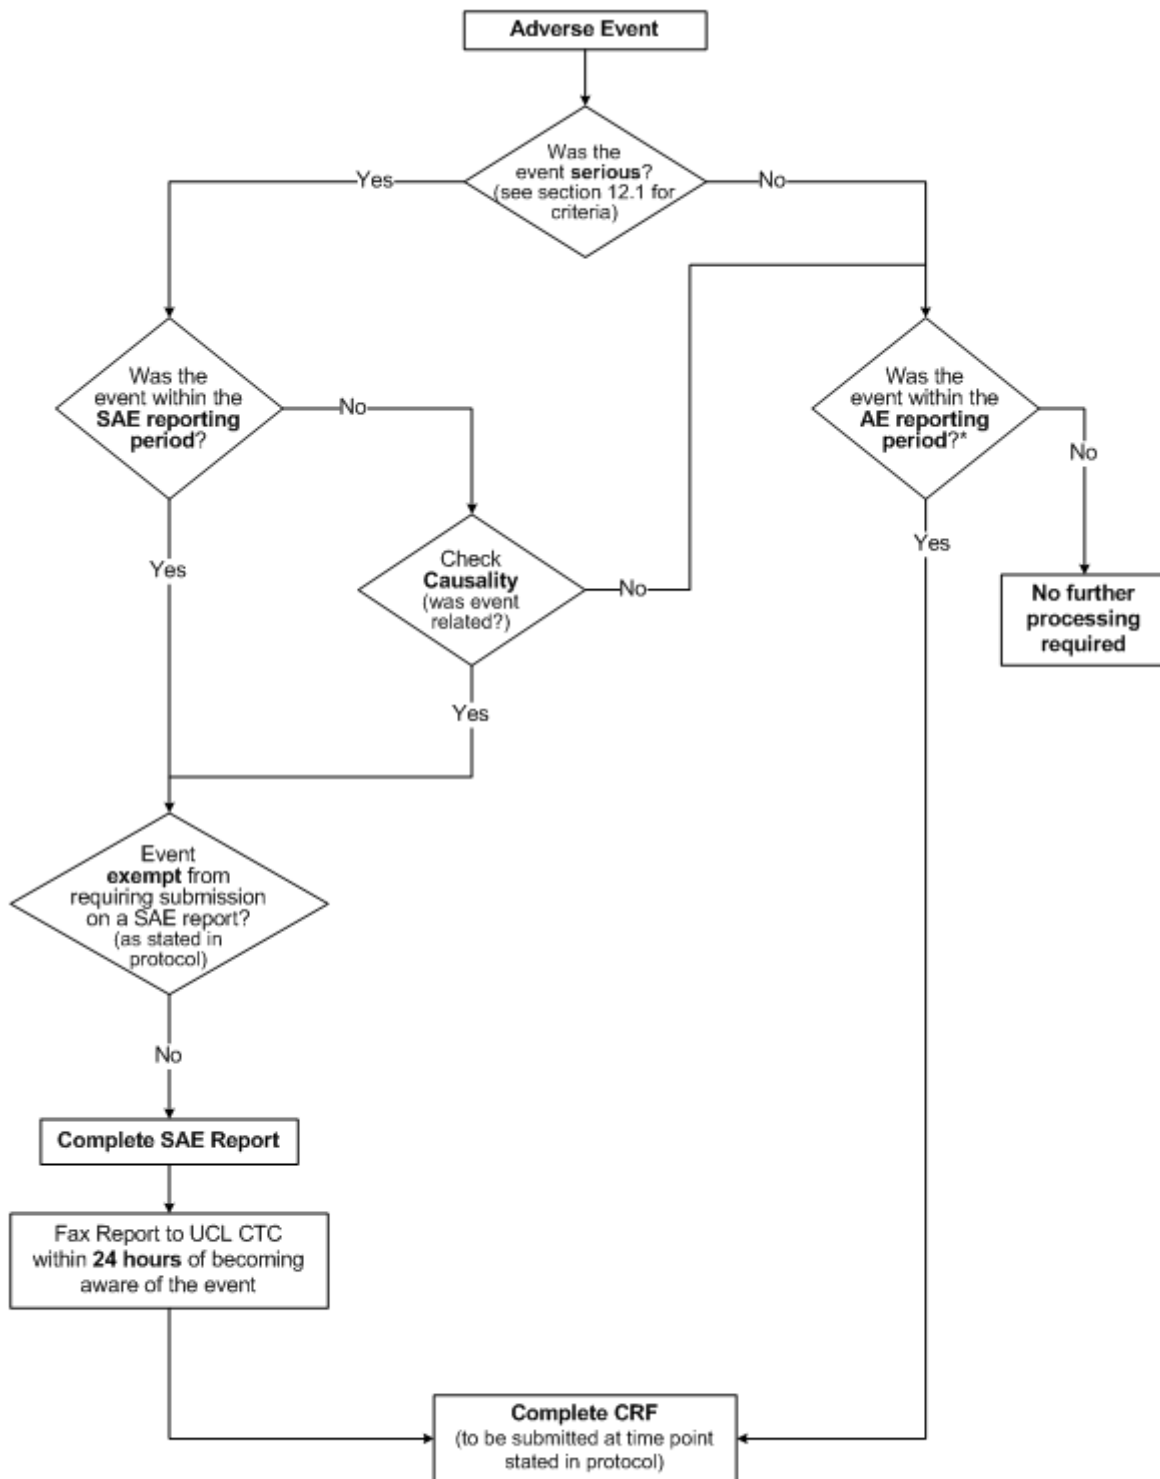 Adverse Event
Was the
event serious?
(see section 12.1 for
criteria)
Yes
No
Was the
event within the
SAE reporting
period?
No
Was the
event within the
AE reporting
period?*
No
Yes
Check
Causality
(was event
related?)
No
Yes
Yes
No further
processing
required
Event
exempt from
requiring submission
on a SAE report?
(as stated in
protocol)
No
Complete SAE Report
Fax Report to UCL CTC
within 24 hours of becoming
aware of the event
Complete CRF
(to be submitted at time point
stated in protocol)